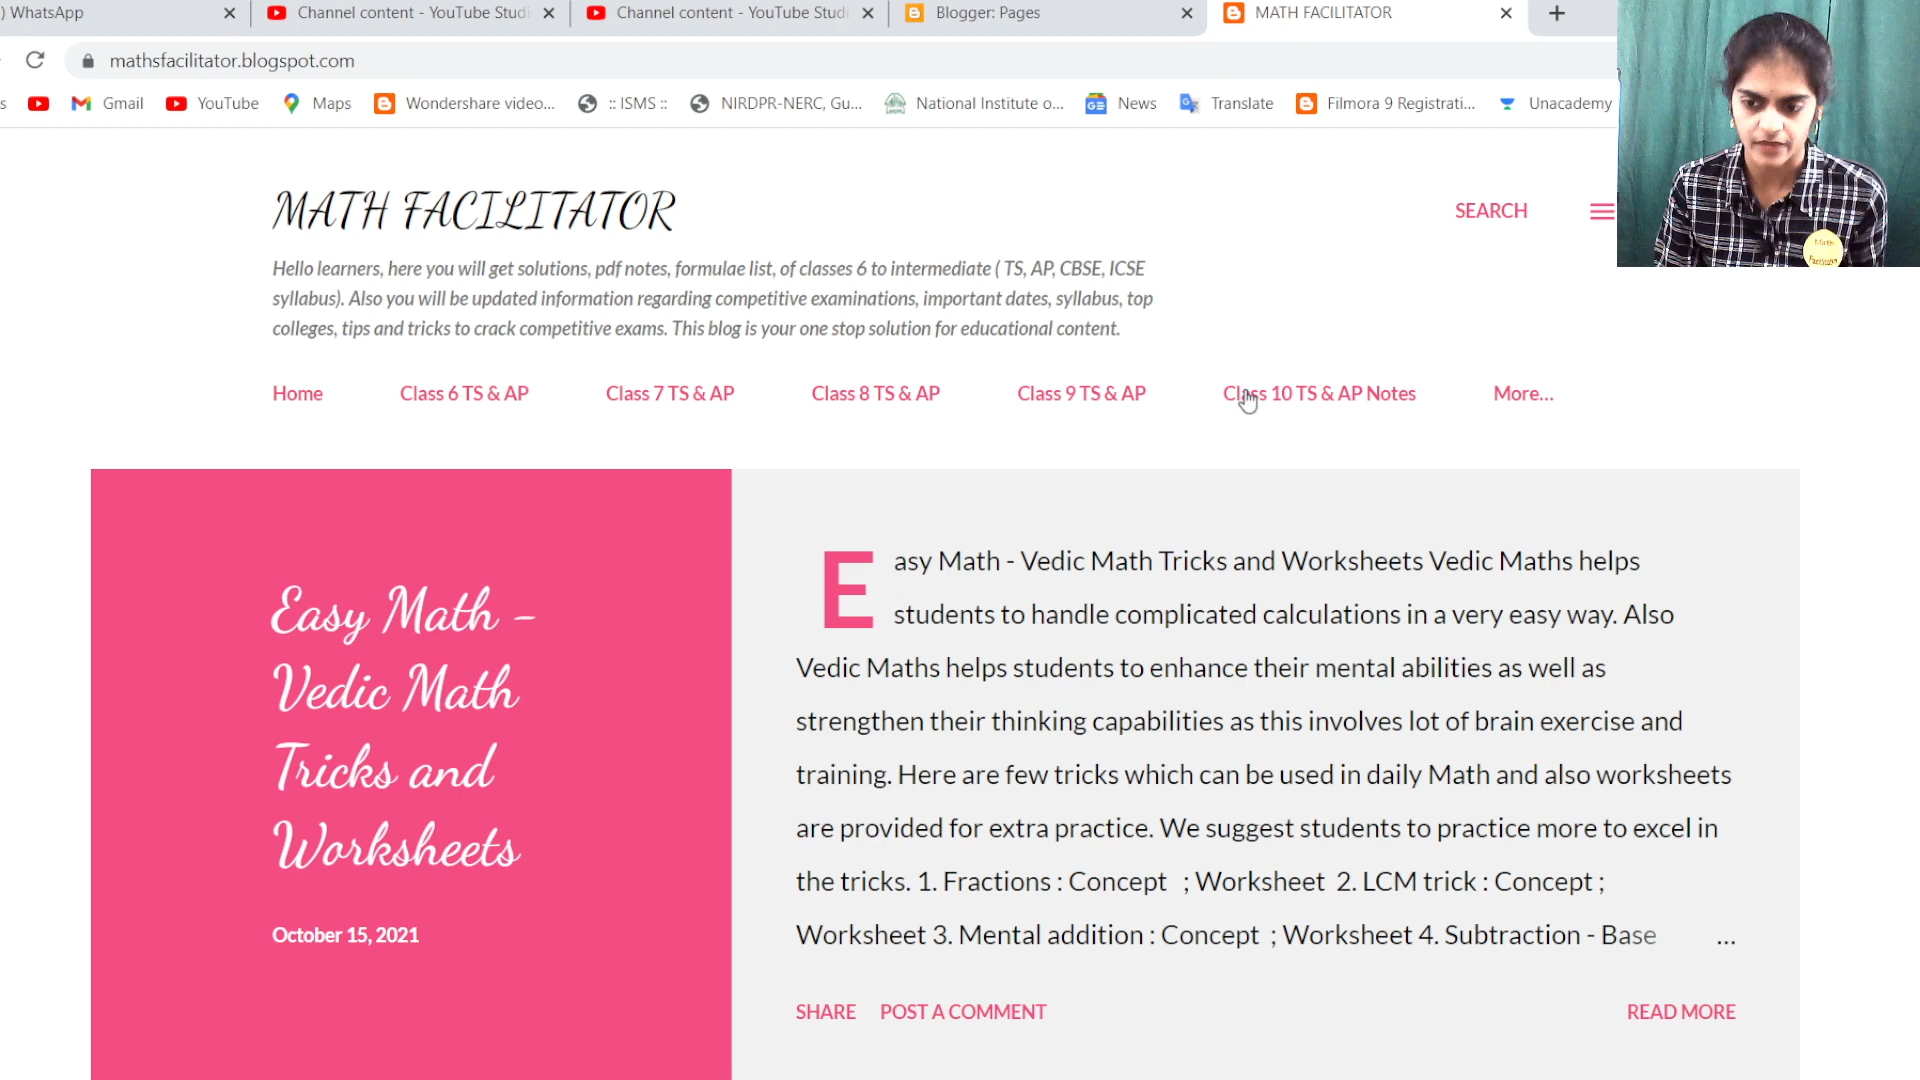 ) WhatsApp
Channel content - YouTube Studi
Channel content - YouTube Studi
Blogger: Pages
MATH FACILITATOR
mathsfacilitator.blogspot.com
s
Gmail
YouTube
Maps
Wondershare video...
:: ISMS ::
NIRDPR-NERC, Gu...
National Institute o...
News
Translate
Filmora 9 Registrati...
Unacademy
MATH FACILITATOR
SEARCH
Math
Facilitator
Hello learners, here you will get solutions, pdf notes, formulae list, of classes 6 to intermediate ( TS, AP, CBSE, ICSE
syllabus). Also you will be updated information regarding competitive examinations, important dates, syllabus, top
colleges, tips and tricks to crack competitive exams. This blog is your one stop solution for educational content.
Home
Class 6 TS & AP
Class 7 TS & AP
Class 8 TS & AP
Class 9 TS & AP
Class 10 TS & AP Notes
More...
Easy Math -
Vedic Math
Tricks and
Worksheets
October 15, 2021
Easy Math - Vedic Math Tricks and Worksheets Vedic Maths helps
students to handle complicated calculations in a very easy way. Also
Vedic Maths helps students to enhance their mental abilities as well as
strengthen their thinking capabilities as this involves lot of brain exercise and
training. Here are few tricks which can be used in daily Math and also worksheets
are provided for extra practice. We suggest students to practice more to excel in
the tricks. 1. Fractions : Concept ; Worksheet 2. LCM trick : Concept ;
Worksheet 3. Mental addition : Concept ; Worksheet 4. Subtraction - Base ...
SHARE
POST A COMMENT
READ MORE